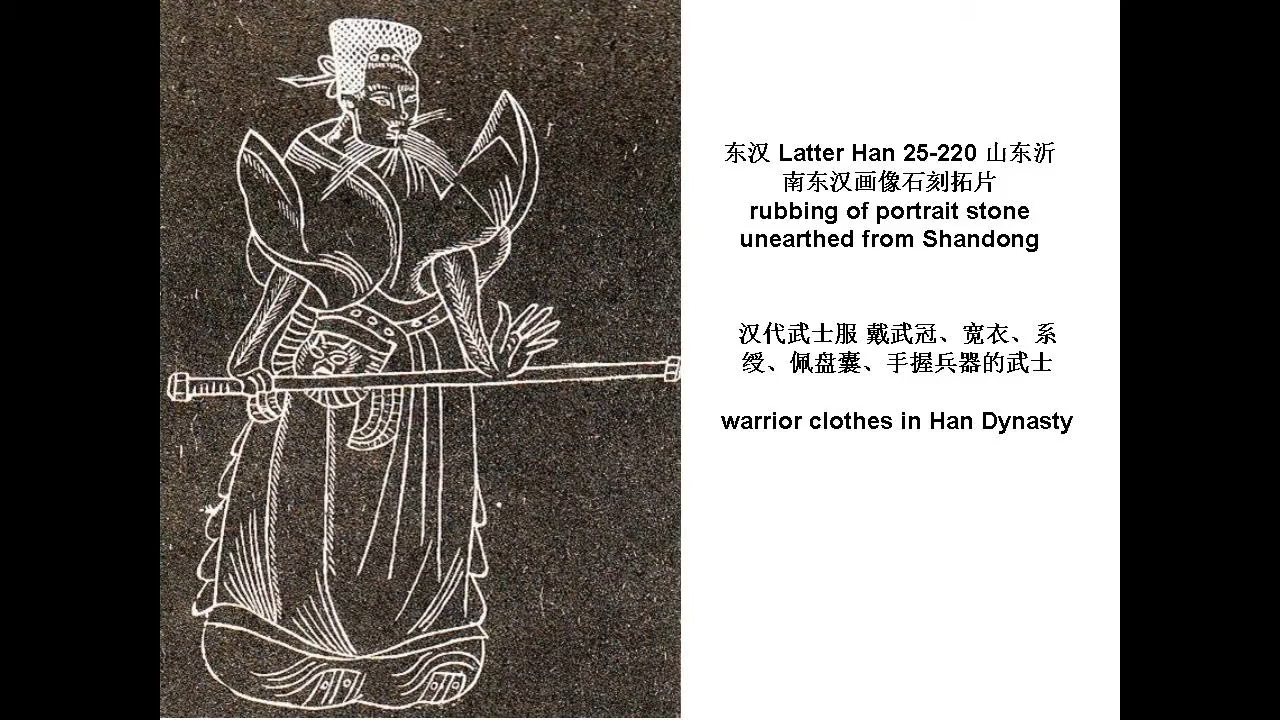 东汉 Latter Han 25-220 山东沂
南东汉画像石刻拓片
rubbing of portrait stone
unearthed from Shandong
汉代武士服 戴武冠、宽衣、系
绶、佩盘囊、手握兵器的武士
warrior clothes in Han Dynasty